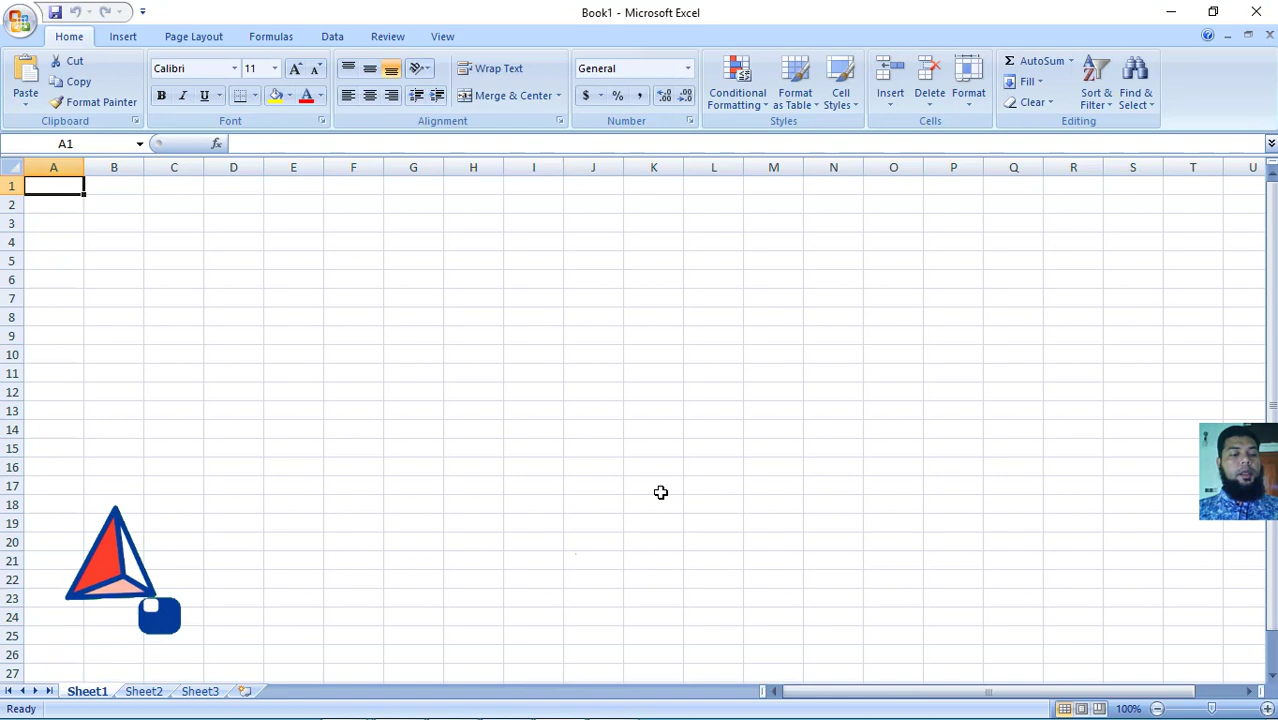 Book1 - Microsoft Excel
Home Insert Page Layout Formulas Data Review View
Paste
Cut
Copy
Format Painter
Clipboard
Calibri 11
B I U
A A A
Font
Wrap Text
Merge & Center
Alignment
General
$ % , .0 .00 .00 .0
Number
Conditional Formatting
Format as Table
Cell Styles
Styles
Insert Delete Format
Cells
Σ AutoSum
Fill
Clear
Sort & Filter
Find & Select
Editing
A1 fx
A B C D E F G H I J K L M N O P Q R S T U
1
2
3
4
5
6
7
8
9
10
11
12
13
14
15
16
17
18
19
20
21
22
23
24
25
26
27
Sheet1 Sheet2 Sheet3
Ready 100%